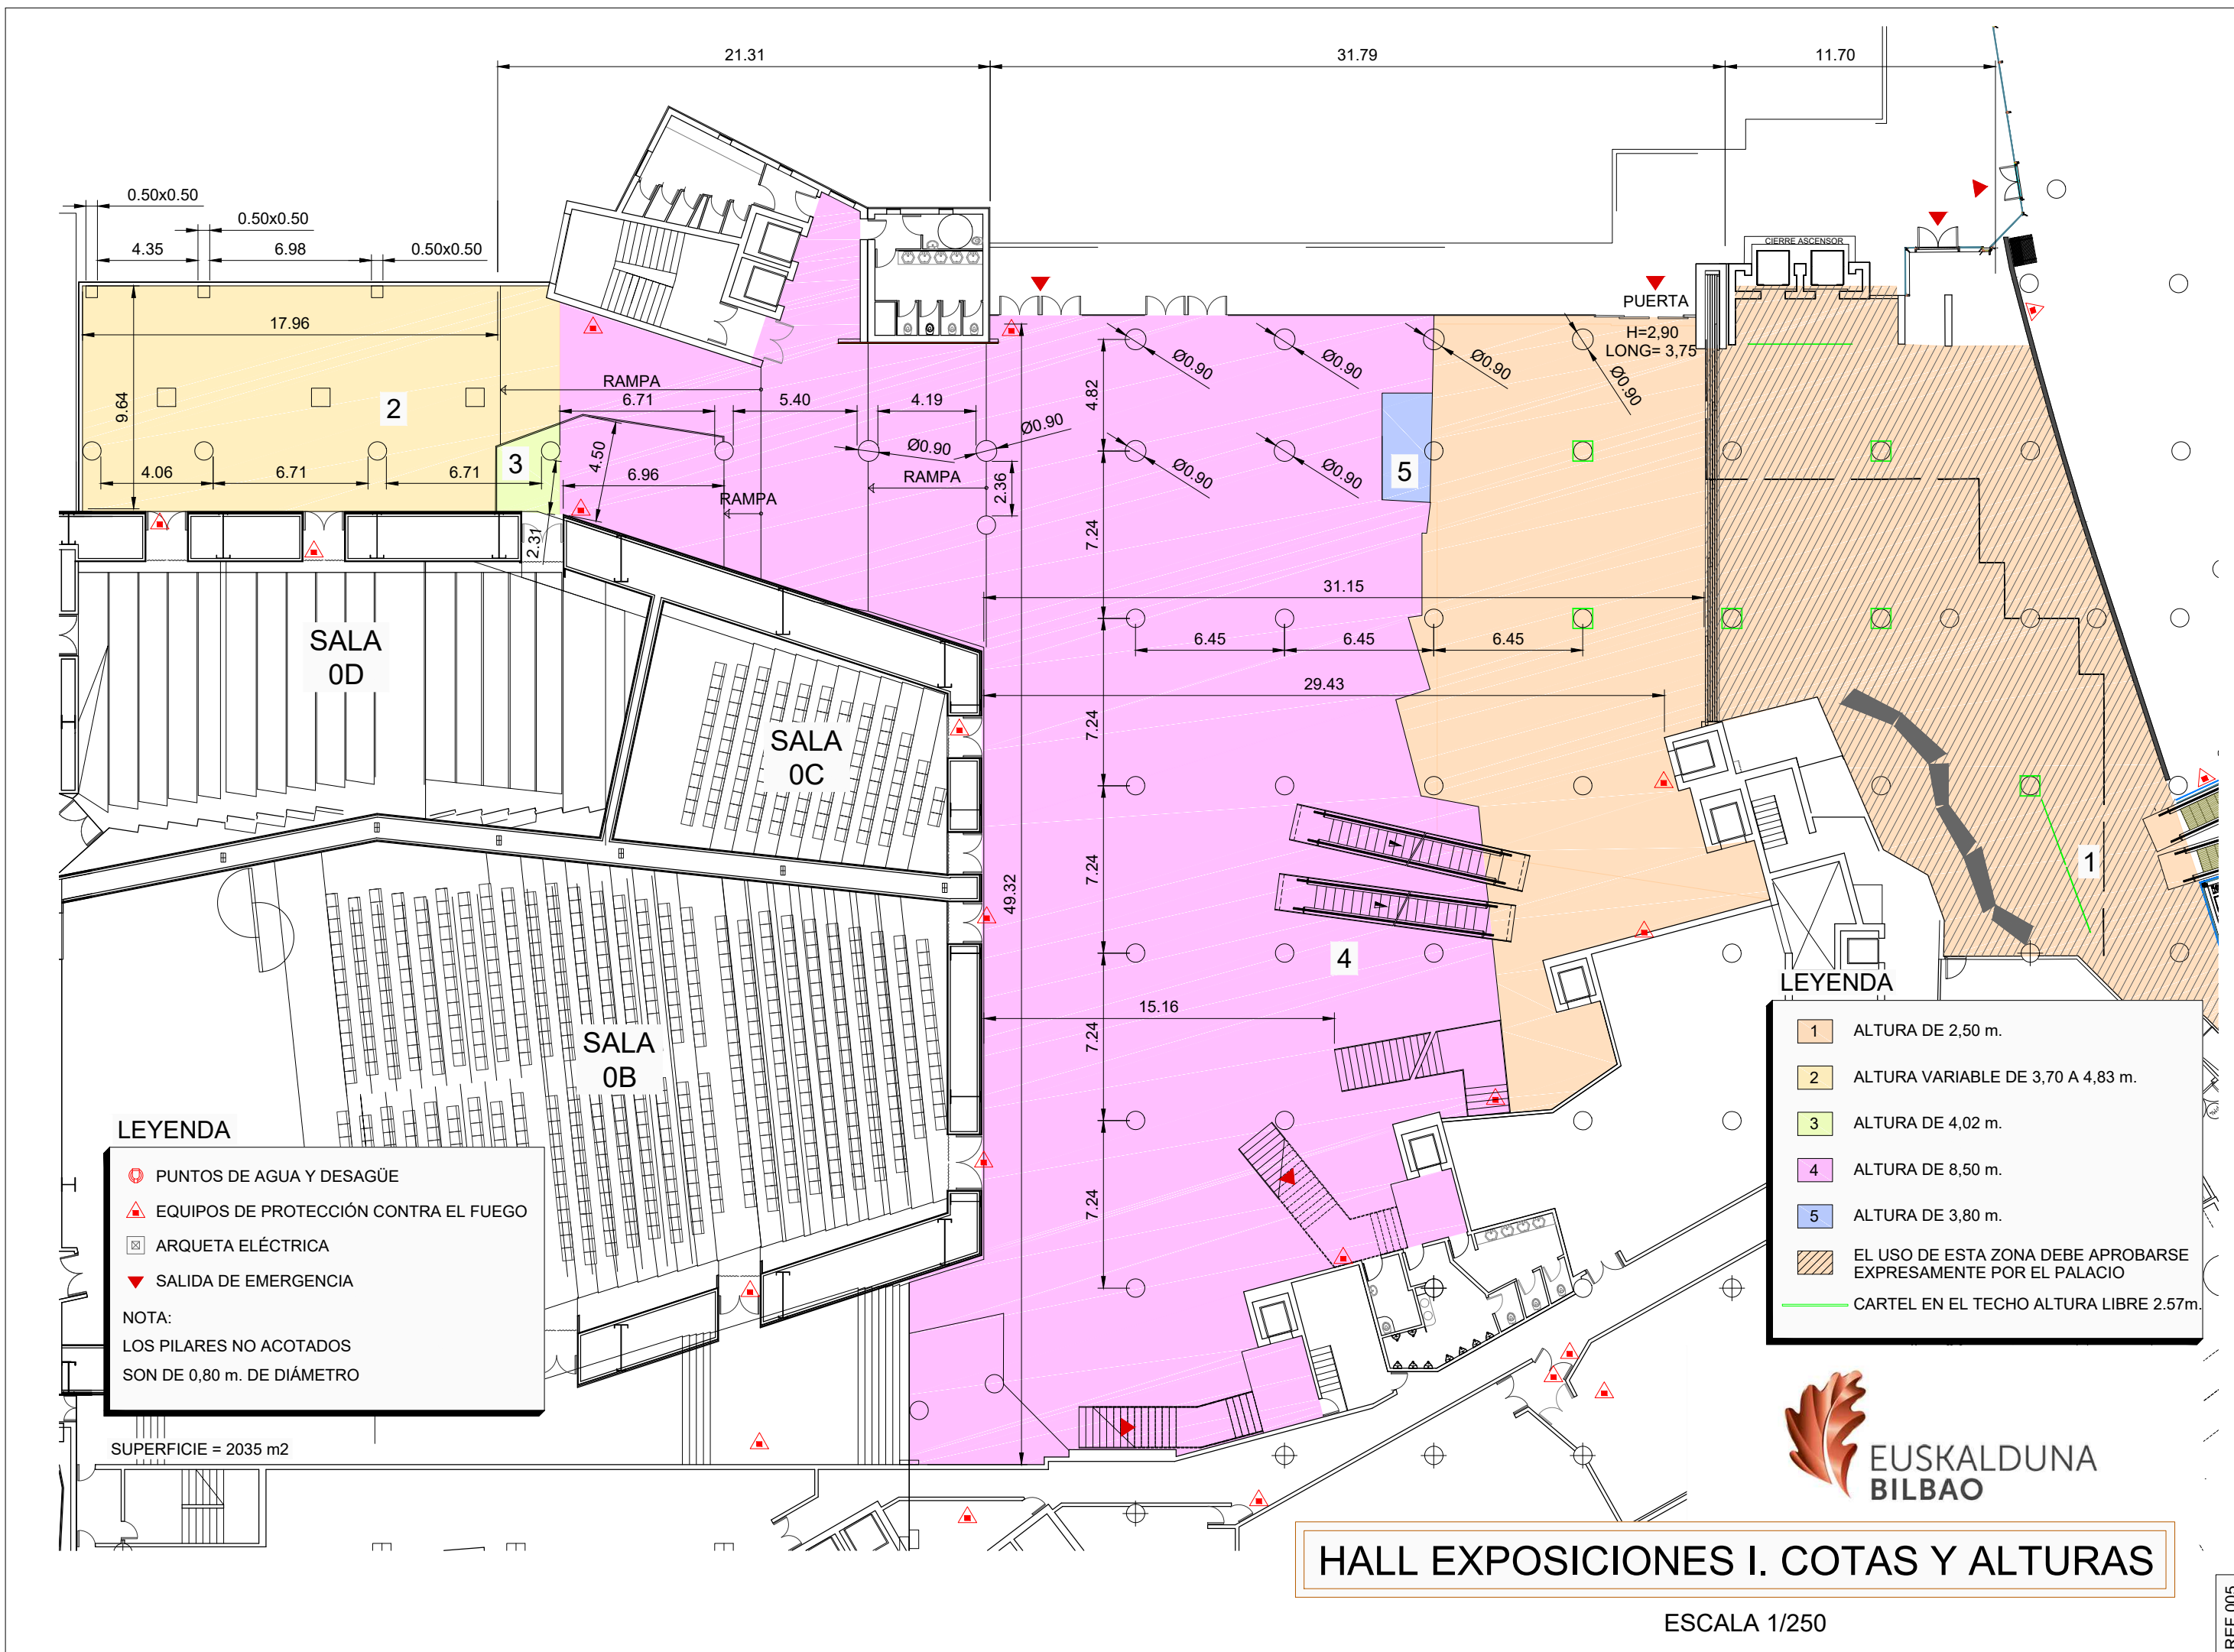 21.31
31.79
11.70
0.50x0.50
0.50x0.50
4.35
6.98
0.50x0.50
CIERRE ASCENSOR
PUERTA
H=2,90
LONG= 3,75
17.96
9.64
2
RAMPA
6.71
5.40
4.19
4.82
Ø0.90
Ø0.90
Ø0.90
Ø0.90
Ø0.90
Ø0.90
Ø0.90
Ø0.90
4.06
6.71
6.71
3
4.50
6.96
RAMPA
RAMPA
2.36
2.31
5
7.24
31.15
6.45
6.45
6.45
29.43
7.24
SALA
0D
SALA
0C
7.24
49.32
1
4
15.16
7.24
SALA
0B
7.24
LEYENDA
PUNTOS DE AGUA Y DESAGÜE
EQUIPOS DE PROTECCIÓN CONTRA EL FUEGO
ARQUETA ELÉCTRICA
SALIDA DE EMERGENCIA
NOTA:
LOS PILARES NO ACOTADOS
SON DE 0,80 m. DE DIÁMETRO
SUPERFICIE = 2035 m2
LEYENDA
1 ALTURA DE 2,50 m.
2 ALTURA VARIABLE DE 3,70 A 4,83 m.
3 ALTURA DE 4,02 m.
4 ALTURA DE 8,50 m.
5 ALTURA DE 3,80 m.
EL USO DE ESTA ZONA DEBE APROBARSE
EXPRESAMENTE POR EL PALACIO
CARTEL EN EL TECHO ALTURA LIBRE 2.57m.
EUSKALDUNA
BILBAO
HALL EXPOSICIONES I. COTAS Y ALTURAS
ESCALA 1/250